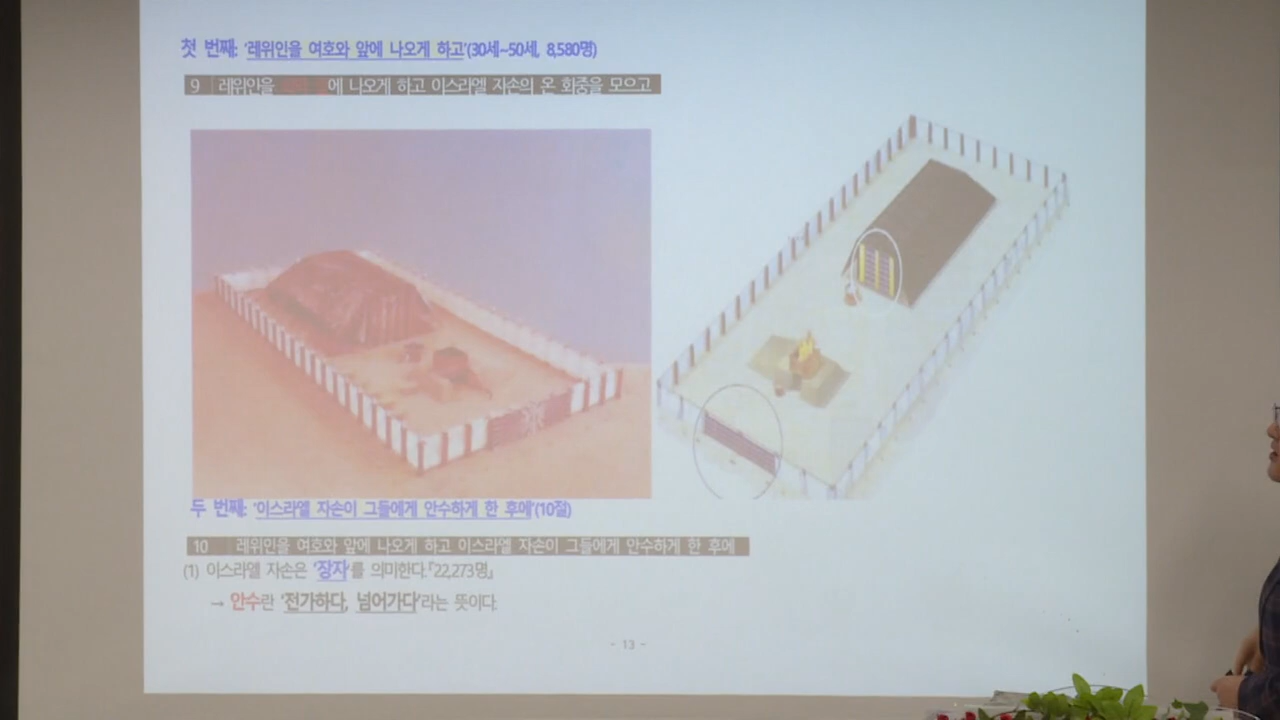 첫 번째: '레위인을 여호와 앞에 나오게 하고'(30세~50세, 8,580명)
9 레위인을 에 나오게 하고 이스라엘 자손의 온 회중을 모으고
두 번째: '이스라엘 자손이 그들에게 안수하게 한 후에'(10절)
10 레위인을 여호와 앞에 나오게 하고 이스라엘 자손이 그들에게 안수하게 한 후에
(1) 이스라엘 자손은 '장자'를 의미한다.「22,273명」
→ 안수란 '전가하다, 넘어가다'라는 뜻이다.
- 13 -